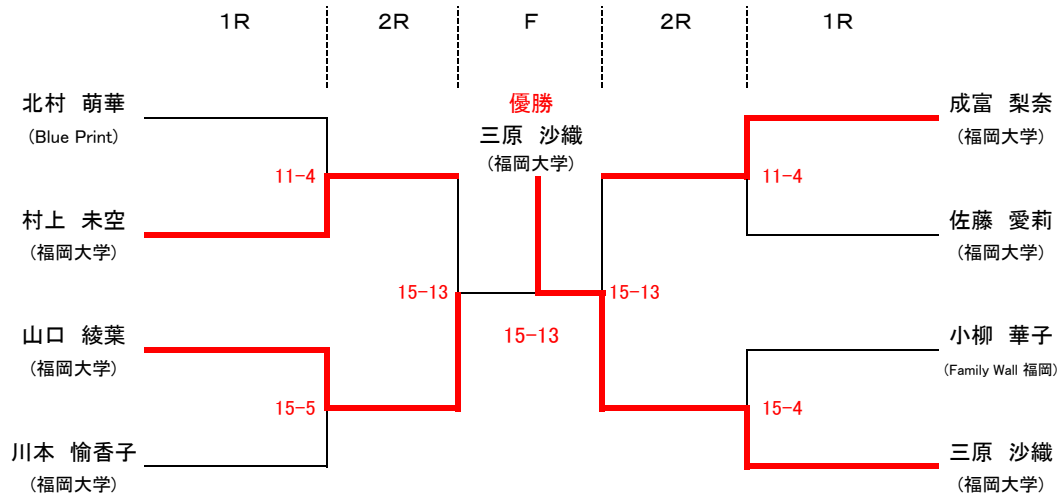 1R 2R F 2R 1R
優勝
三原 沙織
(福岡大学)
北村 萌華
(Blue Print)
11-4
村上 未空
(福岡大学)
15-13
山口 綾葉
(福岡大学)
15-5
川本 愉香子
(福岡大学)
15-13
成富 梨奈
(福岡大学)
11-4
佐藤 愛莉
(福岡大学)
15-13
小柳 華子
(Family Wall 福岡)
15-4
三原 沙織
(福岡大学)